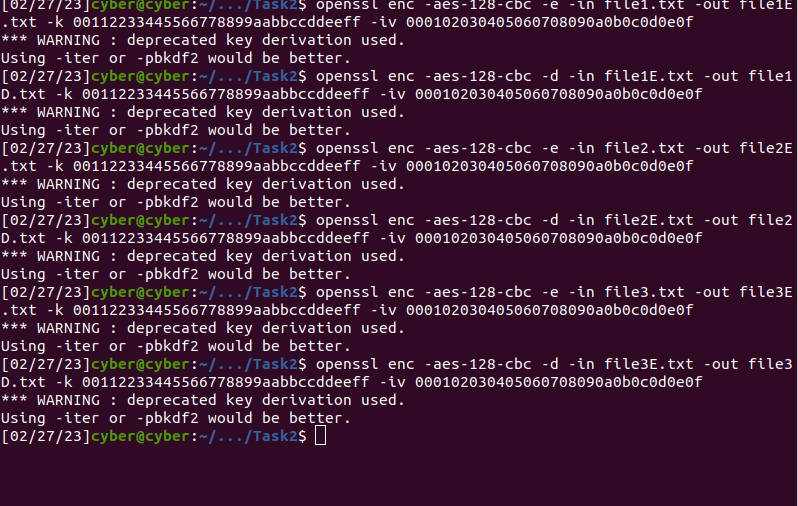 [02/27/23]cyber@cyber:~/.../Task2$ openssl enc -aes-128-cbc -e -in file1.txt -out file1E
.txt -k 00112233445566778899aabbccddeeff -iv 000102030405060708090a0b0c0d0e0f
*** WARNING : deprecated key derivation used.
Using -iter or -pbkdf2 would be better.
[02/27/23]cyber@cyber:~/.../Task2$ openssl enc -aes-128-cbc -d -in file1E.txt -out file1
D.txt -k 00112233445566778899aabbccddeeff -iv 000102030405060708090a0b0c0d0e0f
*** WARNING : deprecated key derivation used.
Using -iter or -pbkdf2 would be better.
[02/27/23]cyber@cyber:~/.../Task2$ openssl enc -aes-128-cbc -e -in file2.txt -out file2E
.txt -k 00112233445566778899aabbccddeeff -iv 000102030405060708090a0b0c0d0e0f
*** WARNING : deprecated key derivation used.
Using -iter or -pbkdf2 would be better.
[02/27/23]cyber@cyber:~/.../Task2$ openssl enc -aes-128-cbc -d -in file2E.txt -out file2
D.txt -k 00112233445566778899aabbccddeeff -iv 000102030405060708090a0b0c0d0e0f
*** WARNING : deprecated key derivation used.
Using -iter or -pbkdf2 would be better.
[02/27/23]cyber@cyber:~/.../Task2$ openssl enc -aes-128-cbc -e -in file3.txt -out file3E
.txt -k 00112233445566778899aabbccddeeff -iv 000102030405060708090a0b0c0d0e0f
*** WARNING : deprecated key derivation used.
Using -iter or -pbkdf2 would be better.
[02/27/23]cyber@cyber:~/.../Task2$ openssl enc -aes-128-cbc -d -in file3E.txt -out file3
D.txt -k 00112233445566778899aabbccddeeff -iv 000102030405060708090a0b0c0d0e0f
*** WARNING : deprecated key derivation used.
Using -iter or -pbkdf2 would be better.
[02/27/23]cyber@cyber:~/.../Task2$